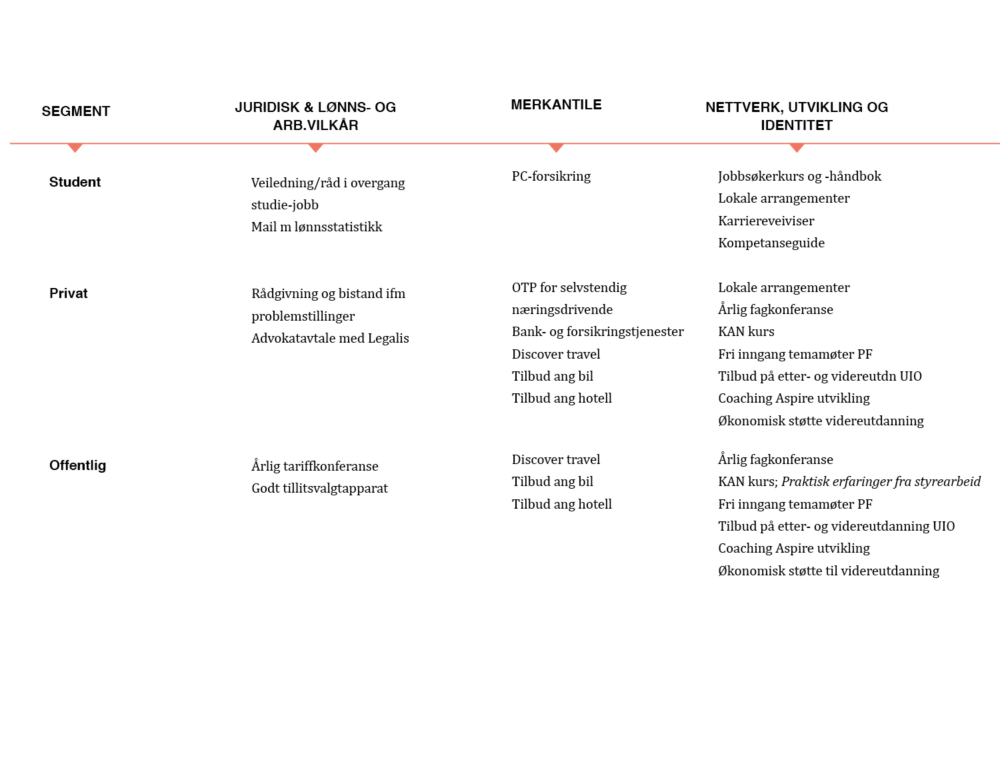 SEGMENT
JURIDISK & LØNNS- OG
ARB.VILKÅR
MERKANTILE
NETTVERK, UTVIKLING OG
IDENTITET
Student
Veiledning/råd i overgang
studie-jobb
Mail m lønnsstatistikk
PC-forsikring
Jobbsøkerkurs og -håndbok
Lokale arrangementer
Karriereveiviser
Kompetanseguide
Privat
Rådgivning og bistand ifm
problemstillinger
Advokatavtale med Legalis
OTP for selvstendig
næringsdrivende
Bank- og forsikringstjenester
Discover travel
Tilbud ang bil
Tilbud ang hotell
Lokale arrangementer
Årlig fagkonferanse
KAN kurs
Fri inngang temamøter PF
Tilbud på etter- og videreutdn UIO
Coaching Aspire utvikling
Økonomisk støtte videreutdanning
Offentlig
Årlig tariffkonferanse
Godt tillitsvalgtapparat
Discover travel
Tilbud ang bil
Tilbud ang hotell
Årlig fagkonferanse
KAN kurs; Praktisk erfaringer fra styrearbeid
Fri inngang temamøter PF
Tilbud på etter- og videreutdanning UIO
Coaching Aspire utvikling
Økonomisk støtte til videreutdanning